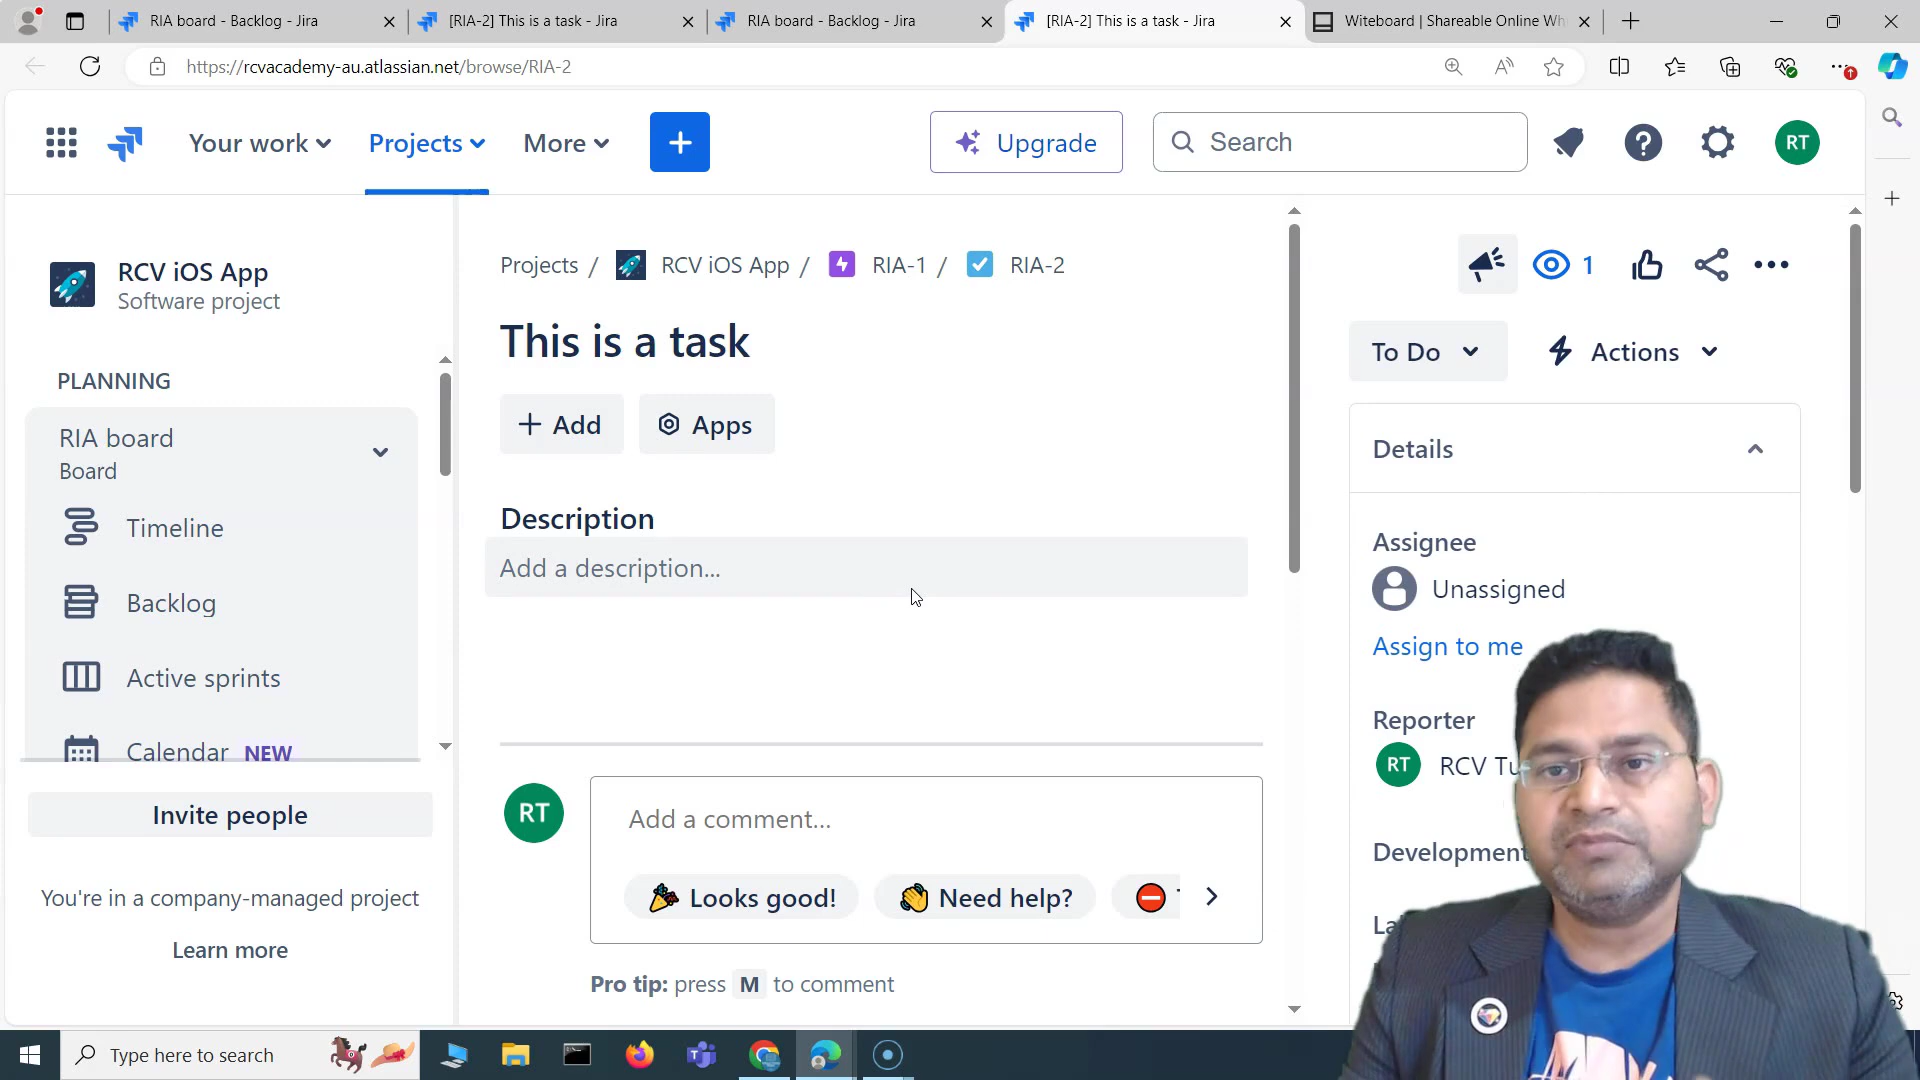 RIA board - Backlog - Jira
[RIA-2] This is a task - Jira
RIA board - Backlog - Jira
[RIA-2] This is a task - Jira
Witeboard | Shareable Online Wh
https://rcvacademy-au.atlassian.net/browse/RIA-2
Your work
Projects
More
Upgrade
Search
RT
RCV iOS App
Software project
PLANNING
RIA board
Board
Timeline
Backlog
Active sprints
Calendar NEW
Invite people
You're in a company-managed project
Learn more
Projects / RCV iOS App / RIA-1 / RIA-2
This is a task
Add
Apps
Description
Add a description...
RT
Add a comment...
Looks good!
Need help?
Pro tip: press M to comment
1
To Do
Actions
Details
Assignee
Unassigned
Assign to me
Reporter
RT RCV Tu
Development
Type here to search